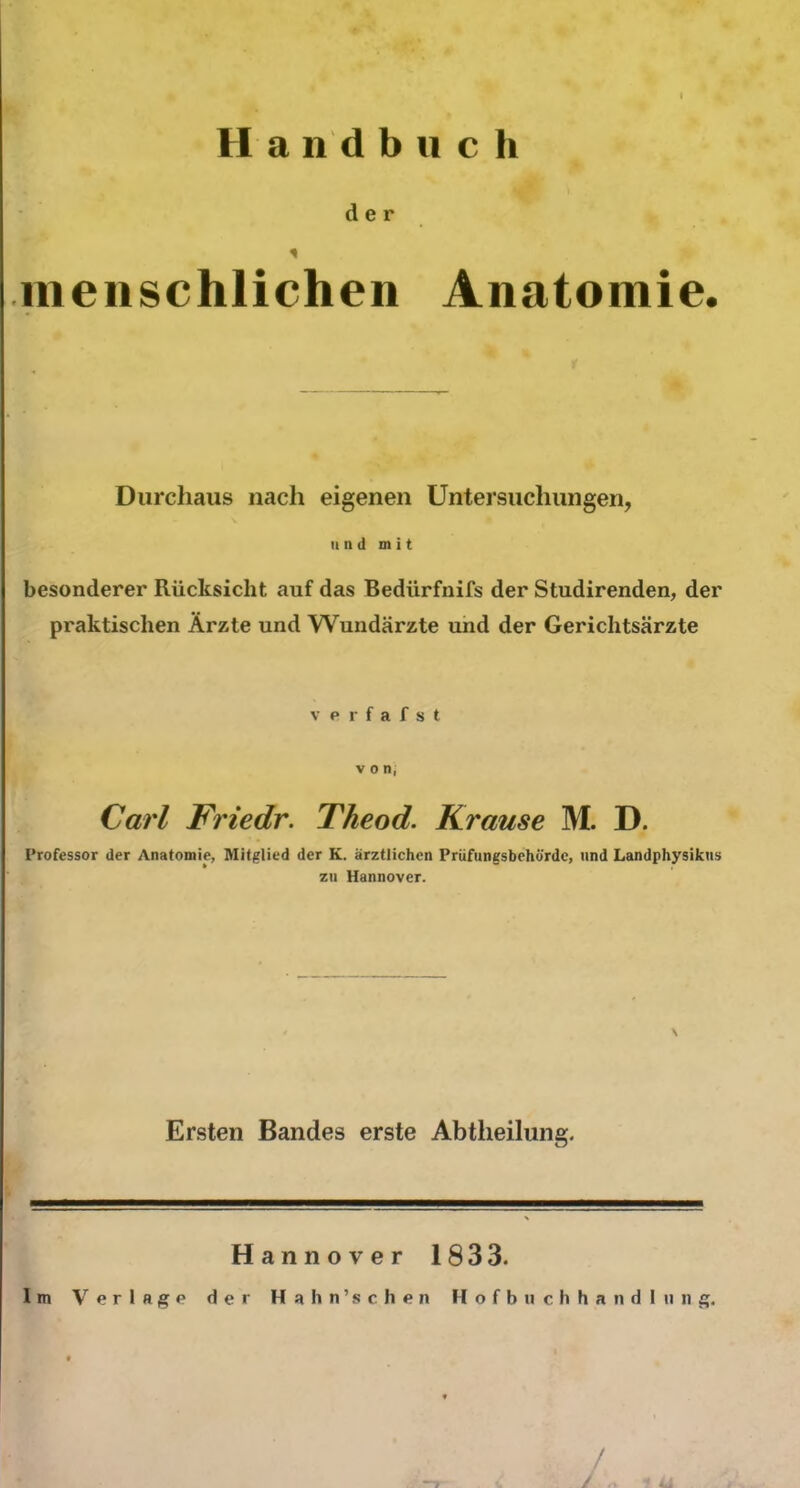 Handbuch
der
menschlichen Anatomie.
Durchaus nach eigenen Untersuchungen,
und mit
besonderer Rücksicht auf das Bedürfnifs der Studirenden, der
praktischen Ärzte und Wundärzte und der Gerichtsärzte
verfafst
von
Carl Friedr. Theod. Krause M. D.
Professor der Anatomie, Mitglied der K. ärztlichen Prüfungsbehörde, und Landphysikus
zu Hannover.
Ersten Bandes erste Abtheilung.
Hannover 1833.
Im Verlage der Hahn'schen Hofbuchhandlung.